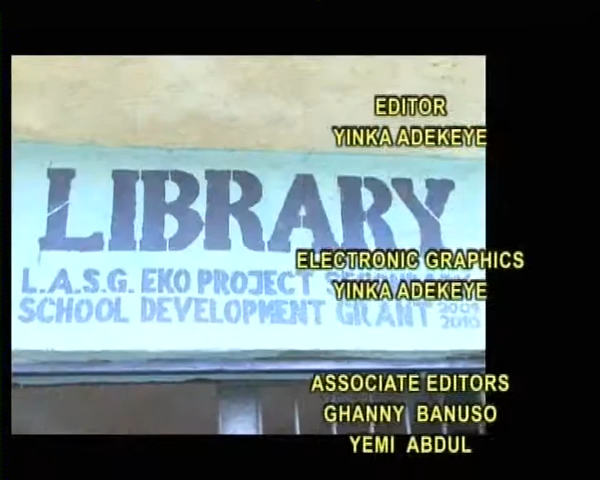 EDITOR
YINKA ADEKEYE
LIBRARY
ELECTRONIC GRAPHICS
L.A.S.G. EKO PROJECT SECONDARY
YINKA ADEKEYE
SCHOOL DEVELOPMENT GRANT 2009
2010
ASSOCIATE EDITORS
GHANNY BANUSO
YEMI ABDUL